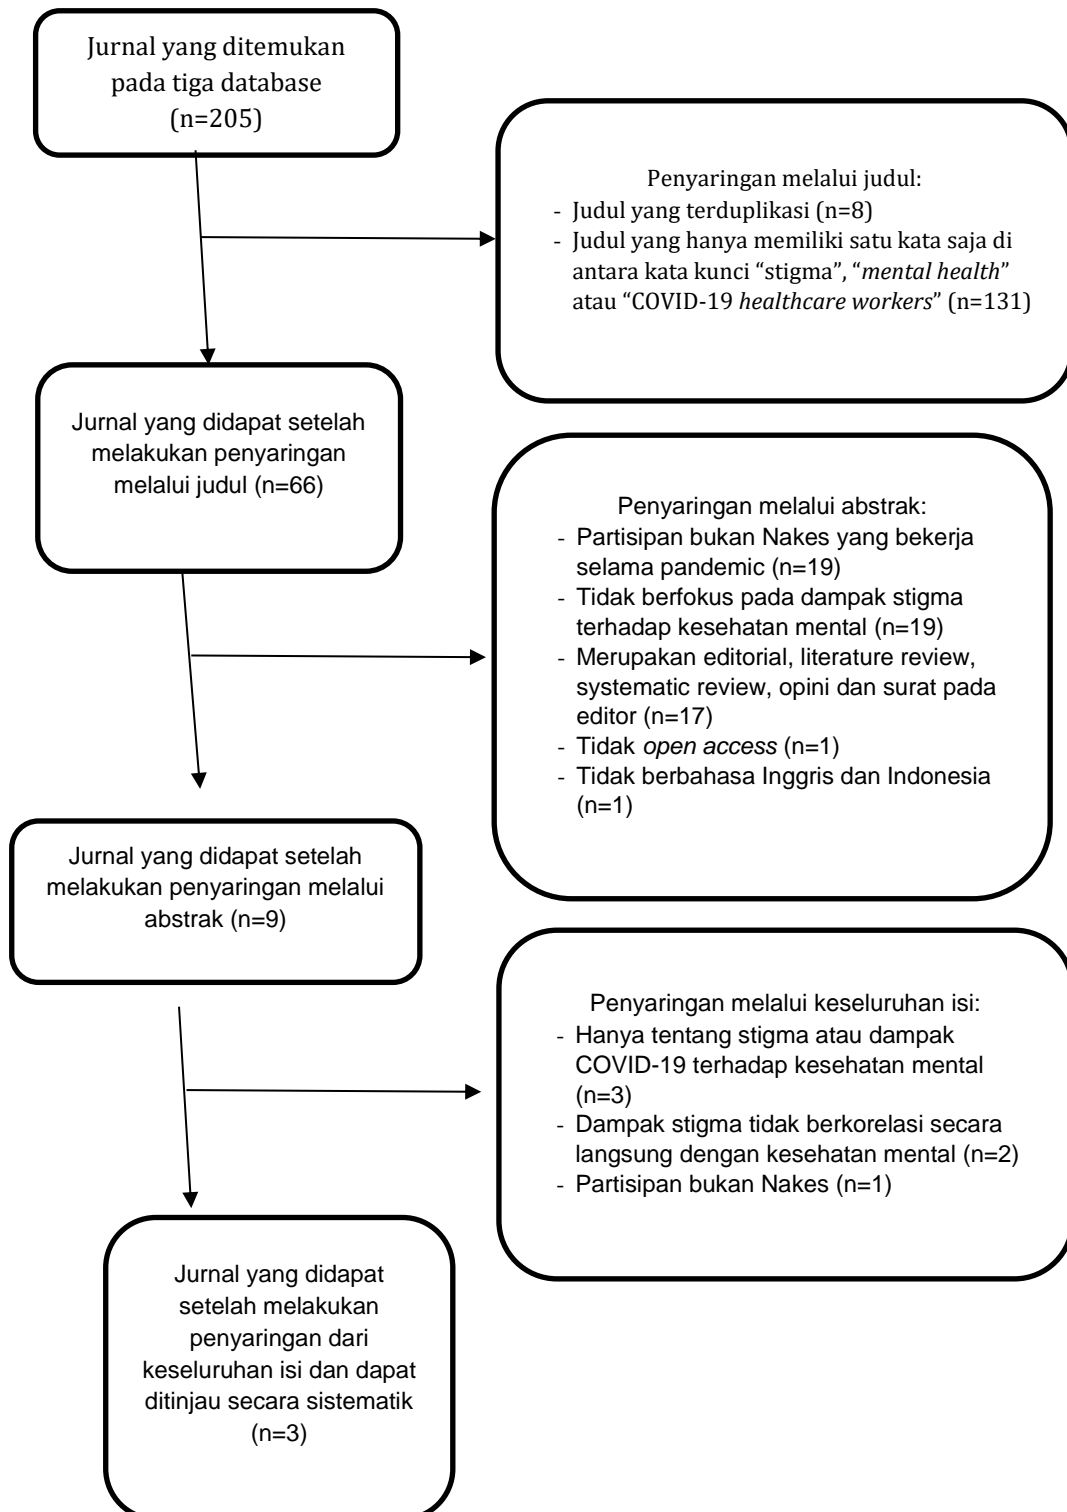 Jurnal yang ditemukan
pada tiga database
(n=205)
Penyaringan melalui judul:
- Judul yang terduplikasi (n=8)
- Judul yang hanya memiliki satu kata saja di
antara kata kunci “stigma”, “mental health”
atau “COVID-19 healthcare workers” (n=131)
Jurnal yang didapat setelah
melakukan penyaringan
melalui judul (n=66)
Penyaringan melalui abstrak:
- Partisipan bukan Nakes yang bekerja
selama pandemic (n=19)
- Tidak berfokus pada dampak stigma
terhadap kesehatan mental (n=19)
- Merupakan editorial, literature review,
systematic review, opini dan surat pada
editor (n=17)
- Tidak open access (n=1)
- Tidak berbahasa Inggris dan Indonesia
(n=1)
Jurnal yang didapat setelah
melakukan penyaringan melalui
abstrak (n=9)
Penyaringan melalui keseluruhan isi:
- Hanya tentang stigma atau dampak
COVID-19 terhadap kesehatan mental
(n=3)
- Dampak stigma tidak berkorelasi secara
langsung dengan kesehatan mental (n=2)
- Partisipan bukan Nakes (n=1)
Jurnal yang didapat
setelah melakukan
penyaringan dari
keseluruhan isi dan dapat
ditinjau secara sistematik
(n=3)